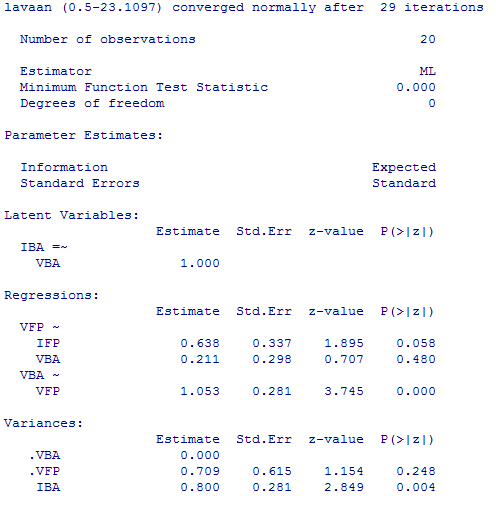 lavaan (0.5-23.1097) converged normally after  29 iterations
Number of observations                            20
Estimator                                         ML
Minimum Function Test Statistic                0.000
Degrees of freedom                                 0
Parameter Estimates:
Information                                 Expected
Standard Errors                             Standard
Latent Variables:
Estimate  Std.Err  z-value  P(>|z|)
IBA =~
VBA               1.000
Regressions:
Estimate  Std.Err  z-value  P(>|z|)
VFP ~
IFP               0.638    0.337    1.895    0.058
VBA               0.211    0.298    0.707    0.480
VBA ~
VFP               1.053    0.281    3.745    0.000
Variances:
Estimate  Std.Err  z-value  P(>|z|)
.VBA               0.000
.VFP               0.709    0.615    1.154    0.248
IBA               0.800    0.281    2.849    0.004